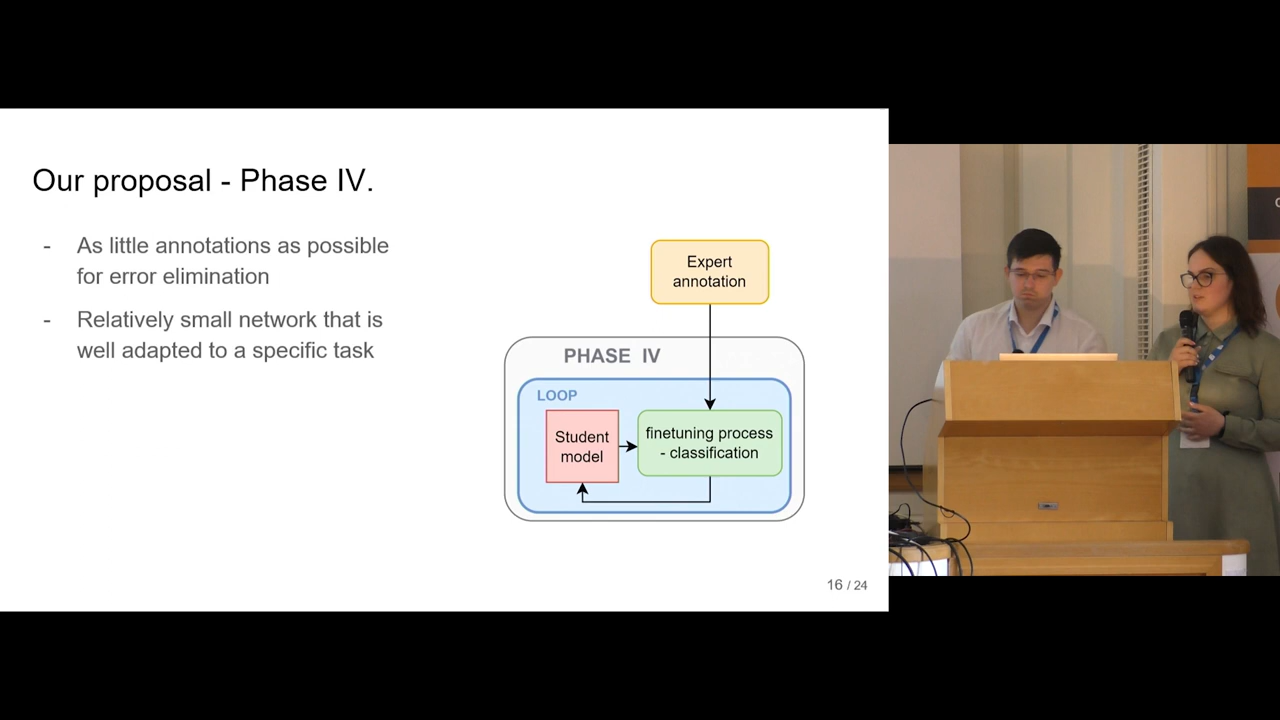 Our proposal - Phase IV.
- As little annotations as possible
for error elimination
- Relatively small network that is
well adapted to a specific task
Expert
annotation
PHASE IV
LOOP
Student
model
finetuning process
- classification
16 / 24